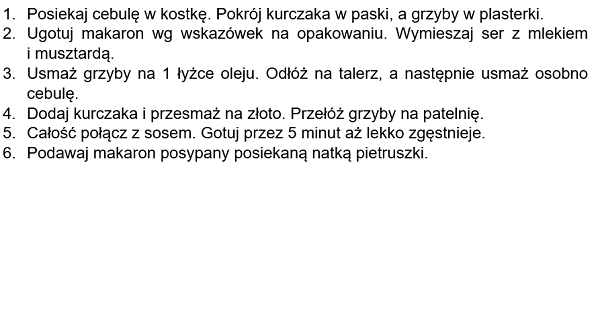 1. Posiekaj cebulę w kostkę. Pokrój kurczaka w paski, a grzyby w plasterki.
2. Ugotuj makaron wg wskazówek na opakowaniu. Wymieszaj ser z mlekiem
i musztardą.
3. Usmaż grzyby na 1 łyżce oleju. Odłóż na talerz, a następnie usmaż osobno
cebulę.
4. Dodaj kurczaka i przesmaż na złoto. Przełóż grzyby na patelnię.
5. Całość połącz z sosem. Gotuj przez 5 minut aż lekko zgęstnieje.
6. Podawaj makaron posypany posiekaną natką pietruszki.